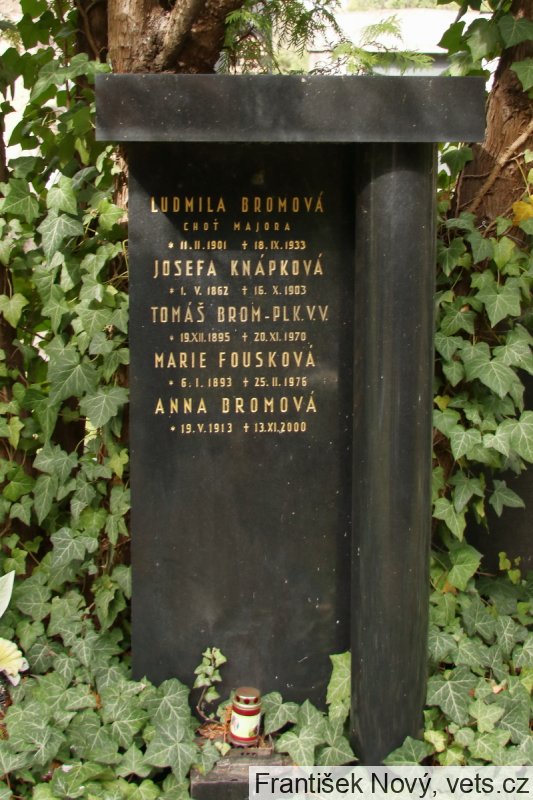 LUDMILA BROMOVÁ
CHOŤ MAJORA
* 11.II.1901 ✝ 18.IX.1933
JOSEFA KNÁPKOVÁ
* 1. V. 1862 ✝ 16. X. 1903
TOMÁŠ BROM-PLK.V.V.
* 19.XII.1895 ✝ 20.XI.1970
MARIE FOUSKOVÁ
* 6. I. 1893 ✝ 25.II.1976
ANNA BROMOVÁ
* 19.V.1913 ✝ 13.XI.2000
František Nový, vets.cz